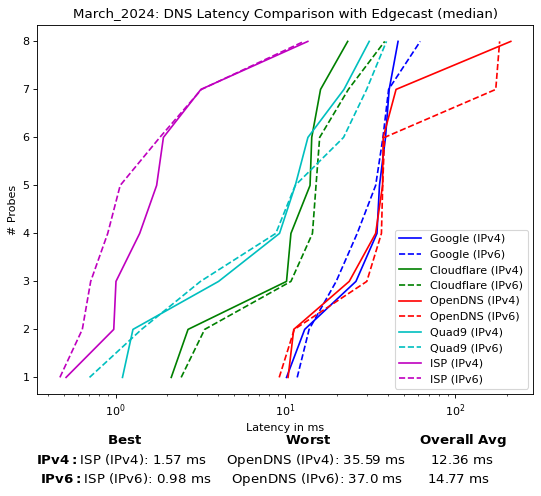 March_2024: DNS Latency Comparison with Edgecast (median)
8
7
6
5
4
3
2
1
# Probes
Google (IPv4)
Google (IPv6)
Cloudflare (IPv4)
Cloudflare (IPv6)
OpenDNS (IPv4)
OpenDNS (IPv6)
Quad9 (IPv4)
Quad9 (IPv6)
ISP (IPv4)
ISP (IPv6)
10⁰ 10¹ 10²
Latency in ms
Best Worst Overall Avg
IPv4: ISP (IPv4): 1.57 ms OpenDNS (IPv4): 35.59 ms 12.36 ms
IPv6: ISP (IPv6): 0.98 ms OpenDNS (IPv6): 37.0 ms 14.77 ms